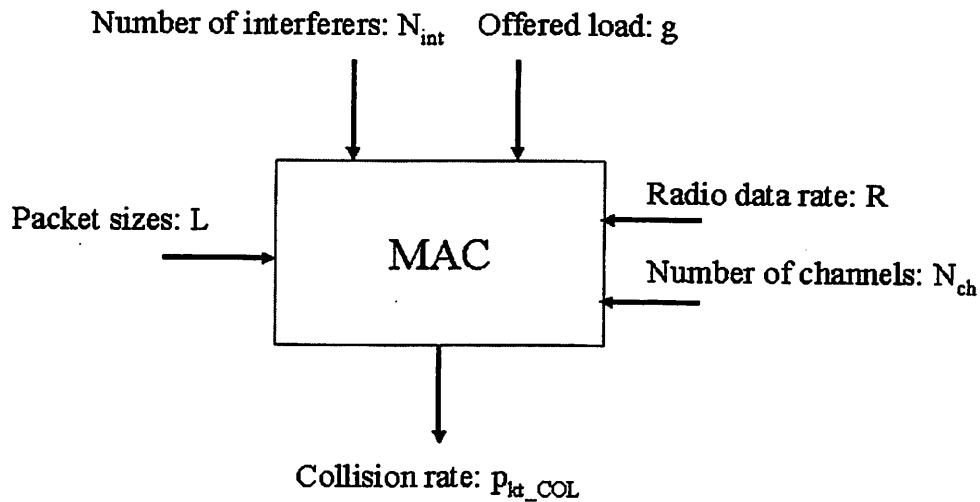 Number of interferers: N_int
Offered load: g
Radio data rate: R
Packet sizes: L
MAC
Number of channels: N_ch
Collision rate: p_kt_COL